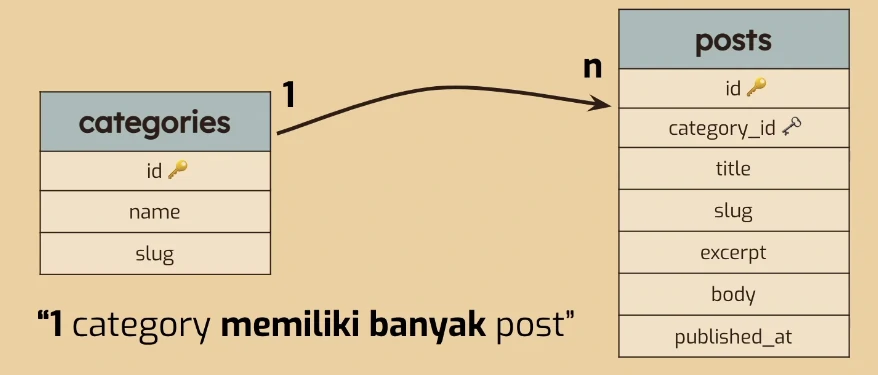 categories
id
name
slug
1
n
posts
id
category_id
title
slug
excerpt
body
published_at
“1 category memiliki banyak post”